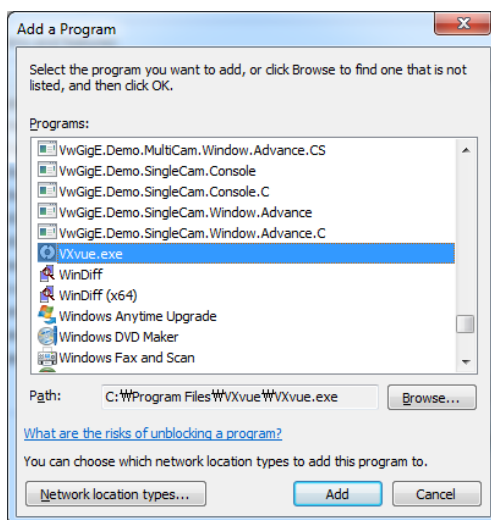 Add a Program
Select the program you want to add, or click Browse to find one that is not
listed, and then click OK.
Programs:
VwGigE.Demo.MultiCam.Window.Advance.CS
VwGigE.Demo.SingleCam.Console
VwGigE.Demo.SingleCam.Console.C
VwGigE.Demo.SingleCam.Window.Advance
VwGigE.Demo.SingleCam.Window.Advance.C
VXvue.exe
WinDiff
WinDiff (x64)
Windows Anytime Upgrade
Windows DVD Maker
Windows Fax and Scan
Path: C:₩Program Files₩VXvue₩VXvue.exe Browse...
What are the risks of unblocking a program?
You can choose which network location types to add this program to.
Network location types... Add Cancel